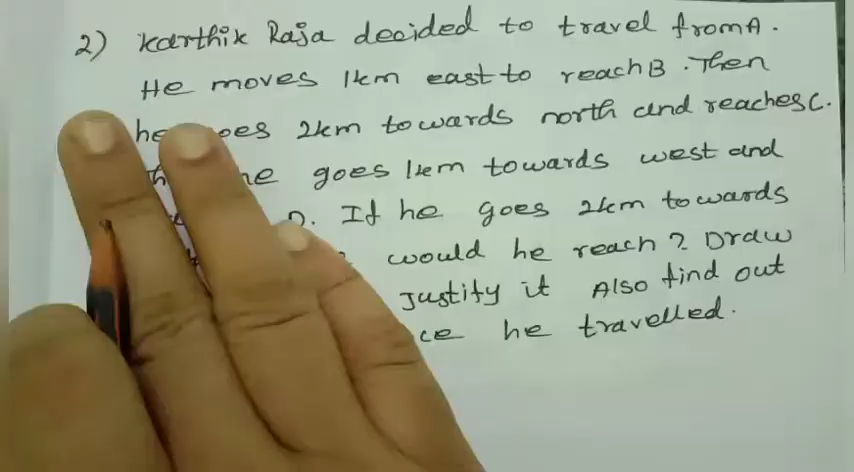 2) Karthik Raja decided to travel from A.
He moves 1km east to reach B. Then
he goes 2km towards north and reaches C.
he goes 1km towards west and
D. If he goes 2km towards
would he reach? Draw
Justify it Also find out
he travelled.